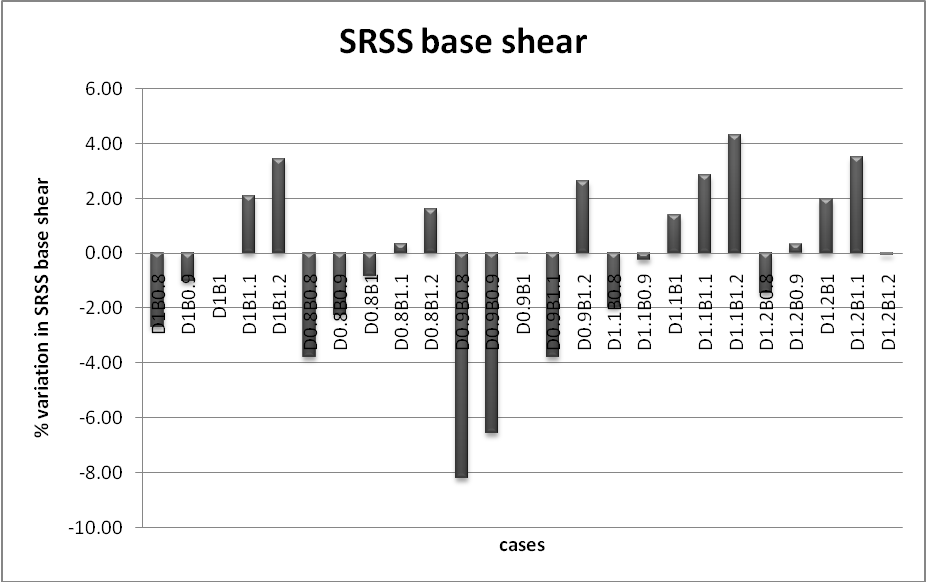 SRSS base shear
6.00
4.00
2.00
0.00
-2.00
-4.00
-6.00
-8.00
-10.00
% variation in SRSS base shear
D1B0.8
D1B0.9
D1B1
D1B1.1
D1B1.2
D0.8B0.8
D0.8B0.9
D0.8B1
D0.8B1.1
D0.8B1.2
D0.9B0.8
D0.9B0.9
D0.9B1
D0.9B1.1
D0.9B1.2
D1.1B0.8
D1.1B0.9
D1.1B1
D1.1B1.1
D1.1B1.2
D1.2B0.8
D1.2B0.9
D1.2B1
D1.2B1.1
D1.2B1.2
cases